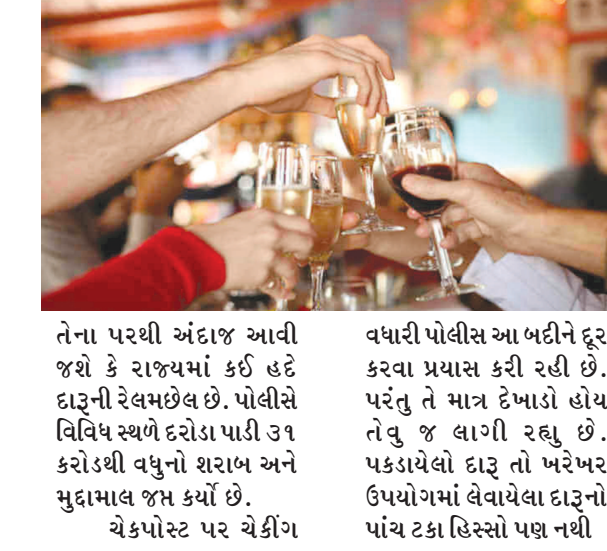 તેના પરથી અંદાજ આવી
જશે કે રાજ્યમાં કઈ હદે
દારૂની રેલમછેલ છે. પોલીસે
વિવિધ સ્થળે દરોડા પાડી ૩૧
કરોડથી વધુનો શરાબ અને
મુદ્દામાલ જપ્ત કર્યો છે.
ચેકપોસ્ટ પર ચેકીંગ
વધારી પોલીસ આ બદીને દૂર
કરવા પ્રયાસ કરી રહી છે.
પરંતુ તે માત્ર દેખાડો હોય
તેવુ જ લાગી રહ્યુ છે.
પકડાયેલો દારૂ તો ખરેખર
ઉપયોગમાં લેવાયેલા દારૂનો
પાંચ ટકા હિસ્સો પણ નથી